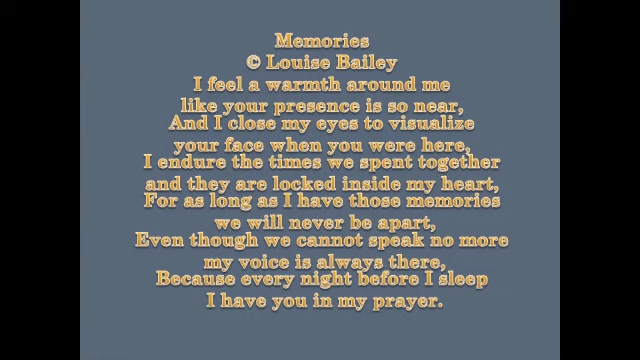 Memories
© Louise Bailey
I feel a warmth around me
like your presence is so near,
And I close my eyes to visualize
your face when you were here,
I endure the times we spent together
and they are locked inside my heart,
For as long as I have those memories
we will never be apart,
Even though we cannot speak no more
my voice is always there,
Because every night before I sleep
I have you in my prayer.